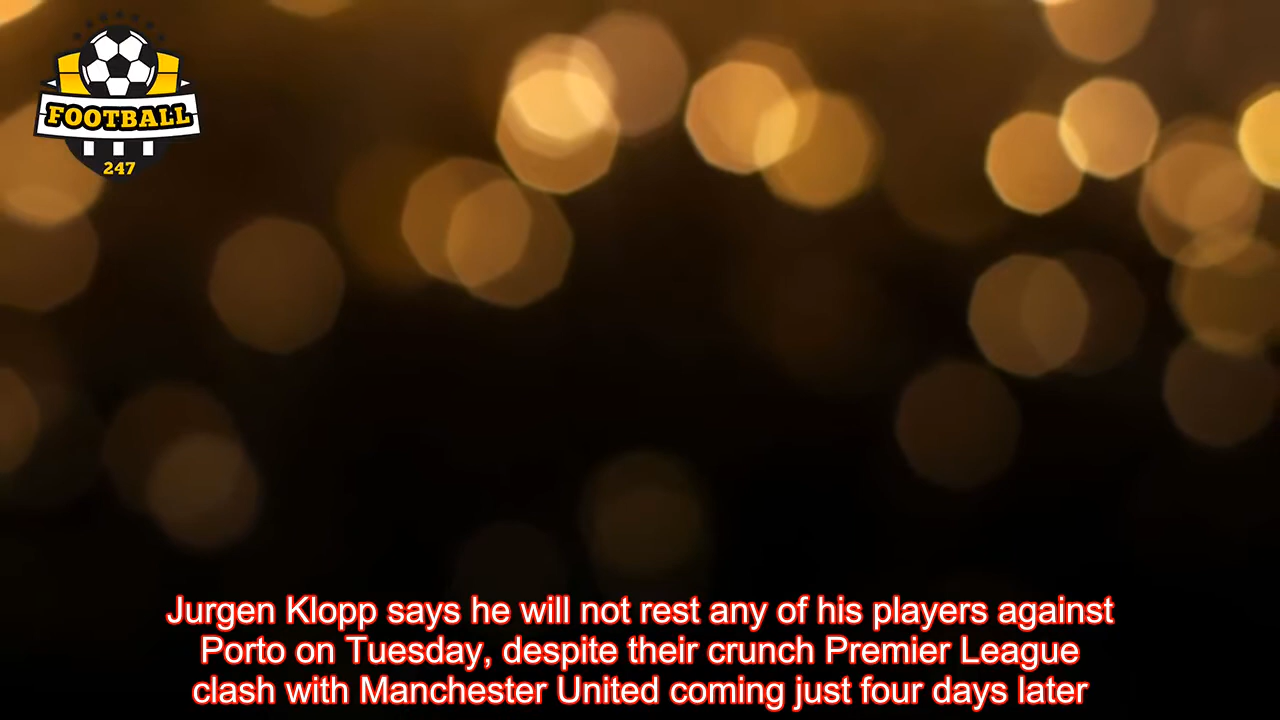 FOOTBALL
247
Jurgen Klopp says he will not rest any of his players against
Porto on Tuesday, despite their crunch Premier League
clash with Manchester United coming just four days later